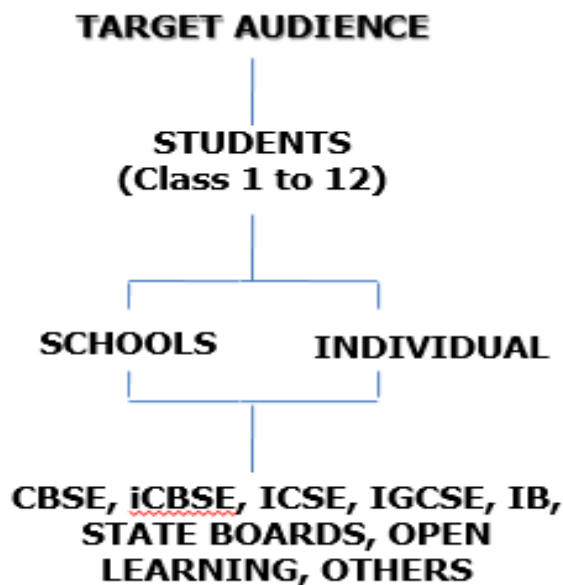 TARGET AUDIENCE
STUDENTS
(Class 1 to 12)
SCHOOLS
INDIVIDUAL
CBSE, iCBSE, ICSE, IGCSE, IB,
STATE BOARDS, OPEN
LEARNING, OTHERS